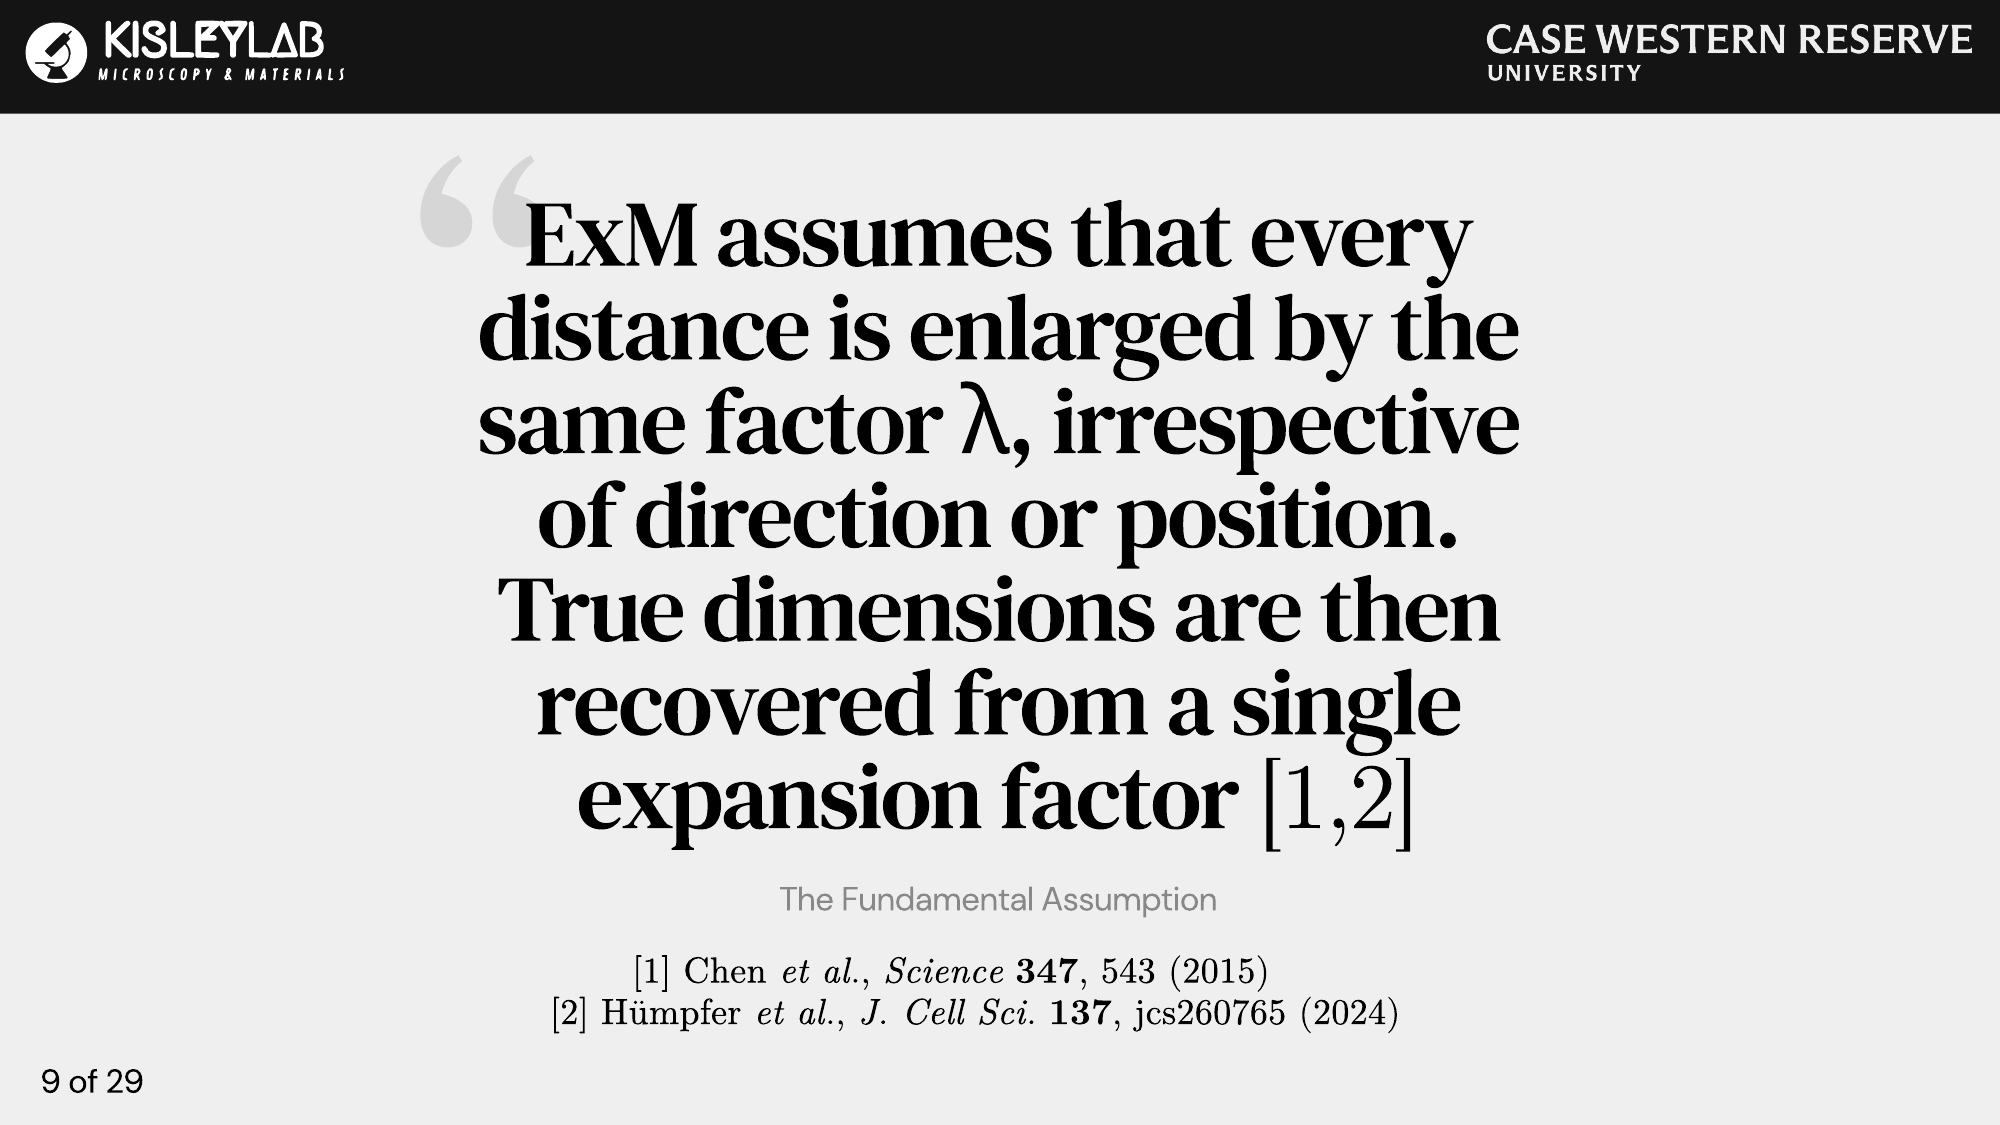 KISLEYLAB
MICROSCOPY & MATERIALS
CASE WESTERN RESERVE
UNIVERSITY
“ExM assumes that every
distance is enlarged by the
same factor λ, irrespective
of direction or position.
True dimensions are then
recovered from a single
expansion factor [1,2]
The Fundamental Assumption
[1] Chen et al., Science 347, 543 (2015)
[2] Hümpfer et al., J. Cell Sci. 137, jcs260765 (2024)
9 of 29